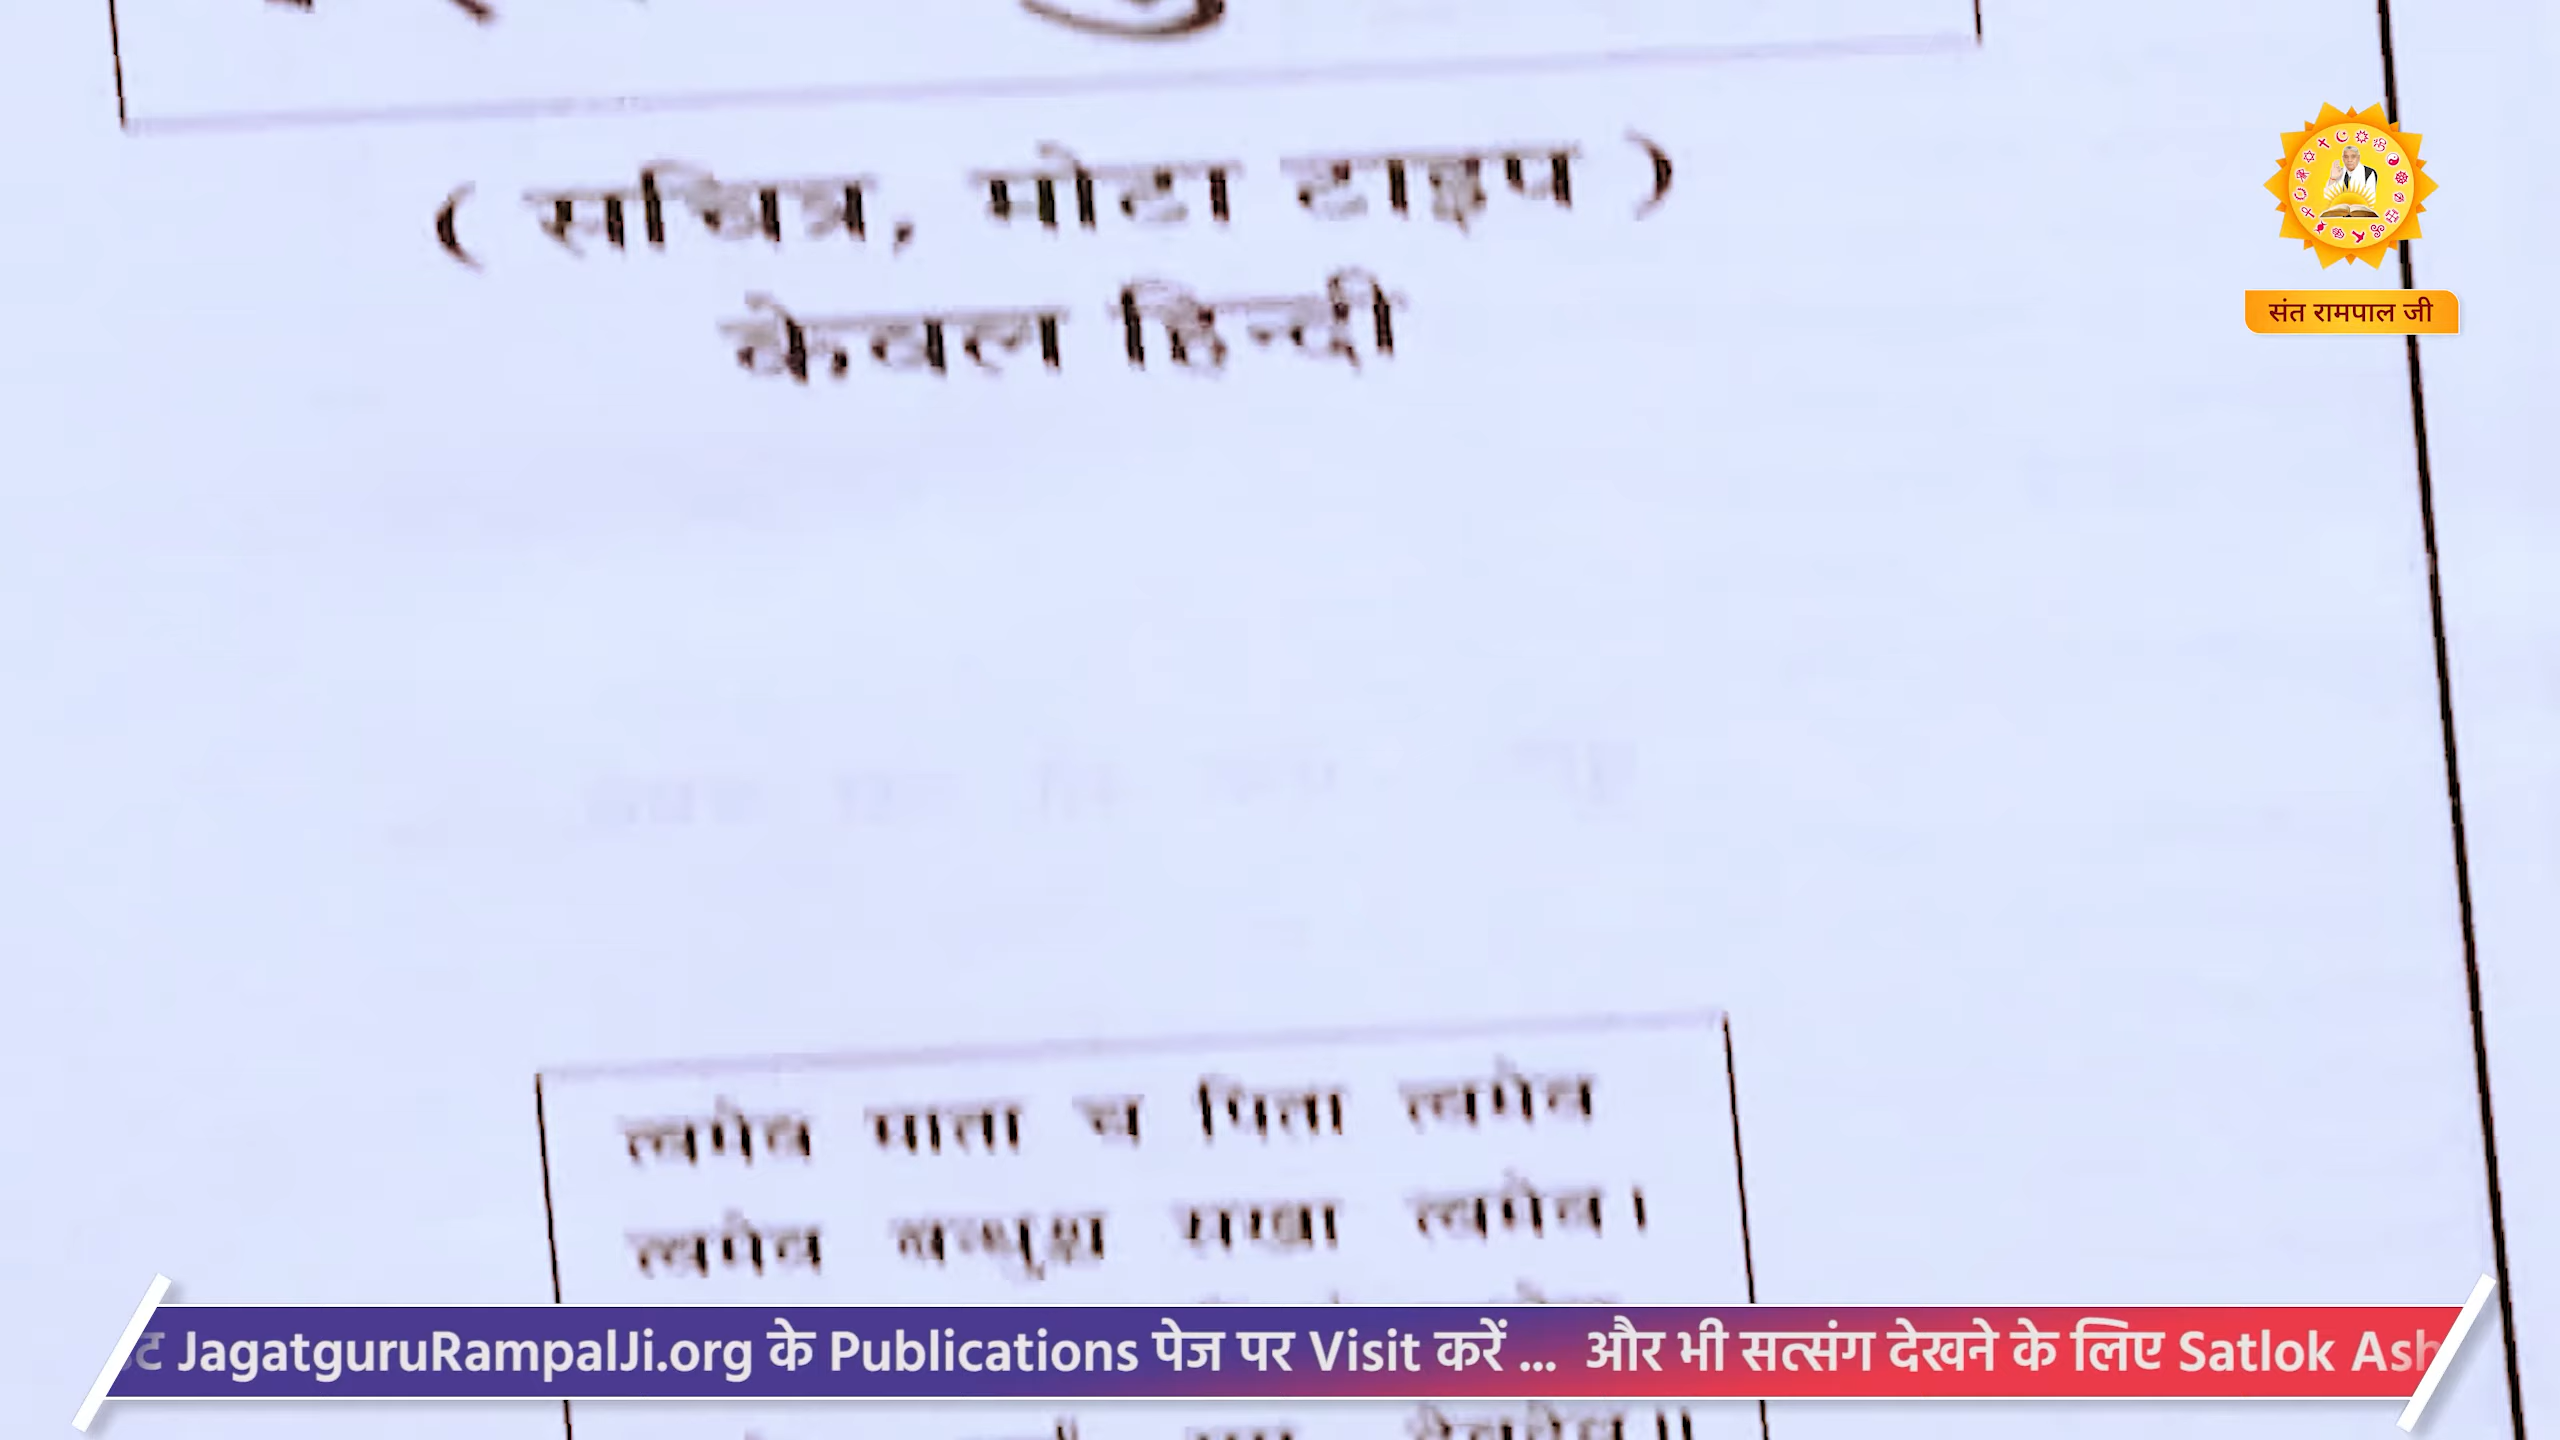 ( सचित्र, मोटा टाइप )
केवल हिन्दी
संत रामपाल जी
त्वमेव माता च पिता त्वमेव
त्वमेव बन्धुश्च सखा त्वमेव।
JagatguruRampalJi.org के Publications पेज पर Visit करें ... और भी सत्संग देखने के लिए Satlok Ash